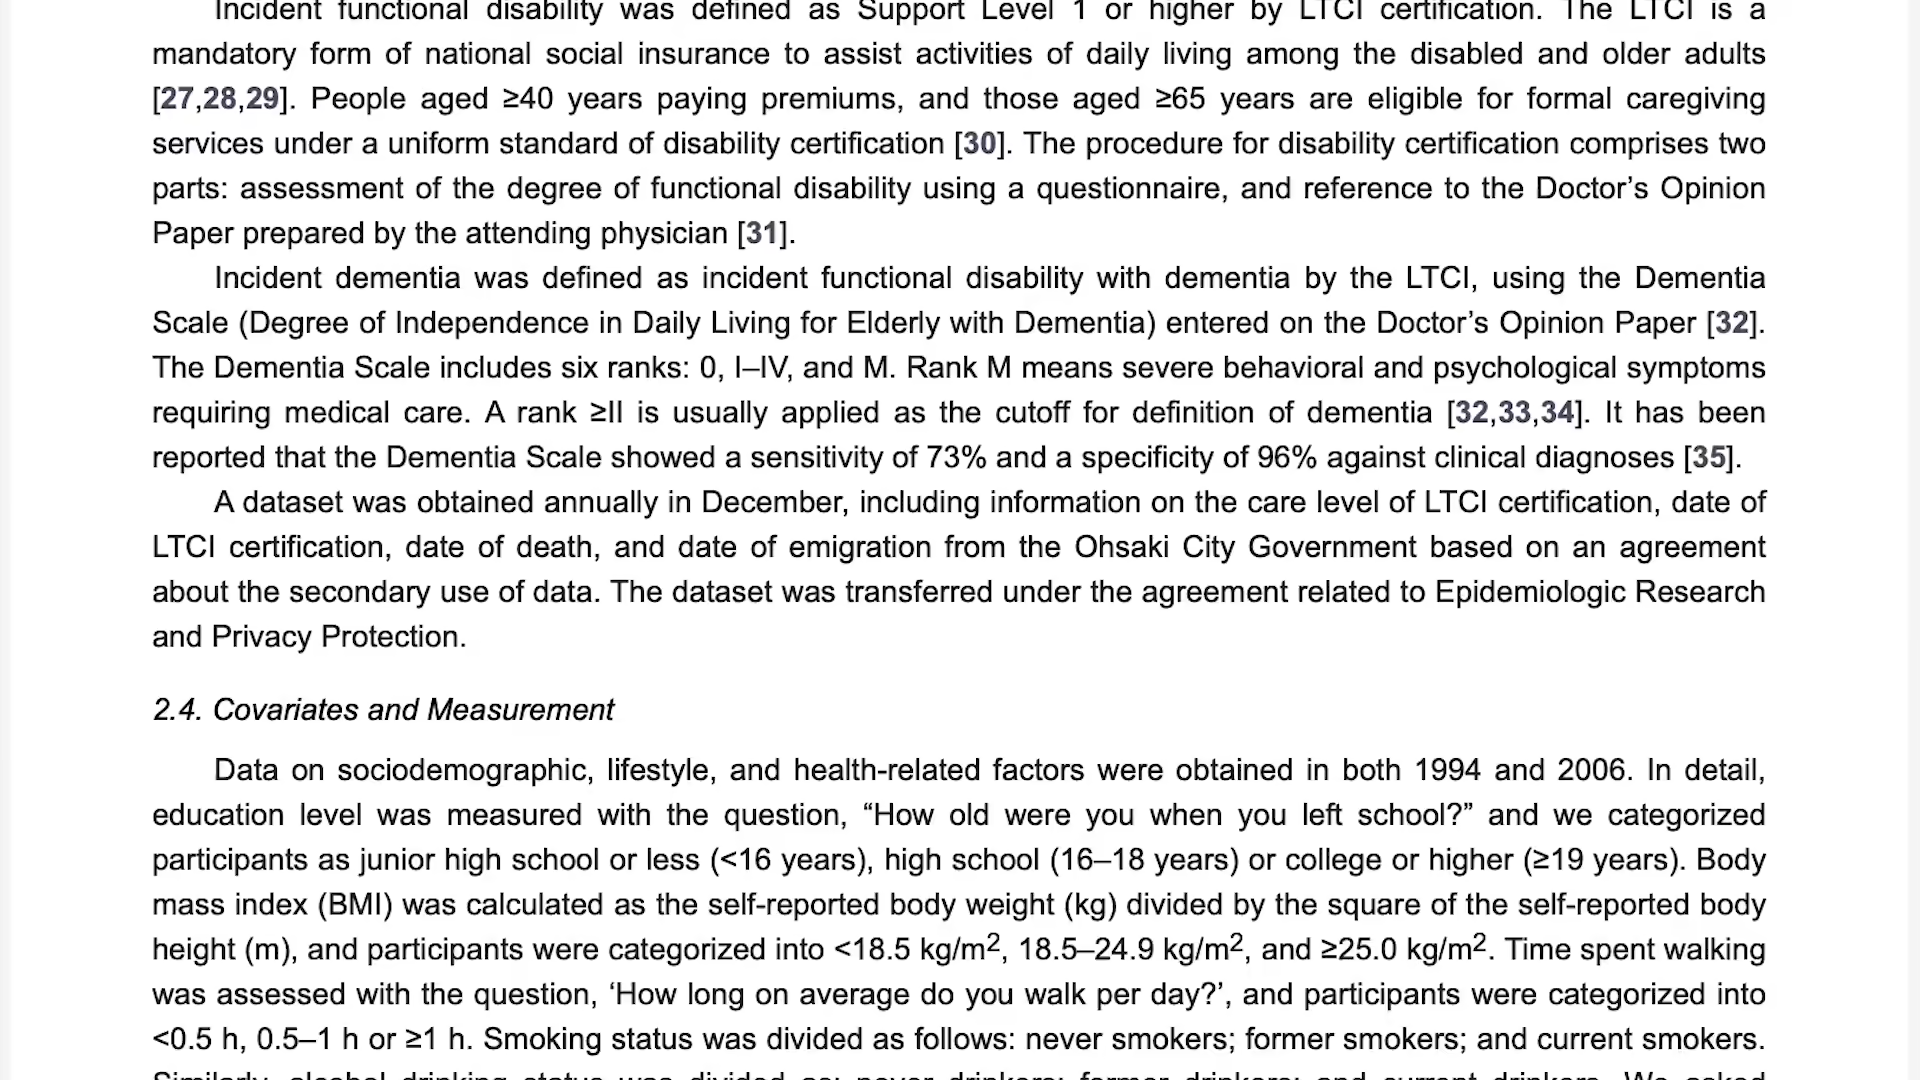 Incident functional disability was defined as Support Level 1 or higher by LTCI certification. The LTCI is a
mandatory form of national social insurance to assist activities of daily living among the disabled and older adults
[27,28,29]. People aged ≥40 years paying premiums, and those aged ≥65 years are eligible for formal caregiving
services under a uniform standard of disability certification [30]. The procedure for disability certification comprises two
parts: assessment of the degree of functional disability using a questionnaire, and reference to the Doctor’s Opinion
Paper prepared by the attending physician [31].
Incident dementia was defined as incident functional disability with dementia by the LTCI, using the Dementia
Scale (Degree of Independence in Daily Living for Elderly with Dementia) entered on the Doctor’s Opinion Paper [32].
The Dementia Scale includes six ranks: 0, I–IV, and M. Rank M means severe behavioral and psychological symptoms
requiring medical care. A rank ≥II is usually applied as the cutoff for definition of dementia [32,33,34]. It has been
reported that the Dementia Scale showed a sensitivity of 73% and a specificity of 96% against clinical diagnoses [35].
A dataset was obtained annually in December, including information on the care level of LTCI certification, date of
LTCI certification, date of death, and date of emigration from the Ohsaki City Government based on an agreement
about the secondary use of data. The dataset was transferred under the agreement related to Epidemiologic Research
and Privacy Protection.
2.4. Covariates and Measurement
Data on sociodemographic, lifestyle, and health-related factors were obtained in both 1994 and 2006. In detail,
education level was measured with the question, “How old were you when you left school?” and we categorized
participants as junior high school or less (<16 years), high school (16–18 years) or college or higher (≥19 years). Body
mass index (BMI) was calculated as the self-reported body weight (kg) divided by the square of the self-reported body
height (m), and participants were categorized into <18.5 kg/m², 18.5–24.9 kg/m², and ≥25.0 kg/m². Time spent walking
was assessed with the question, ‘How long on average do you walk per day?’, and participants were categorized into
<0.5 h, 0.5–1 h or ≥1 h. Smoking status was divided as follows: never smokers; former smokers; and current smokers.
Similarly, alcohol drinking status was divided as: never drinkers; former drinkers; and current drinkers. We asked